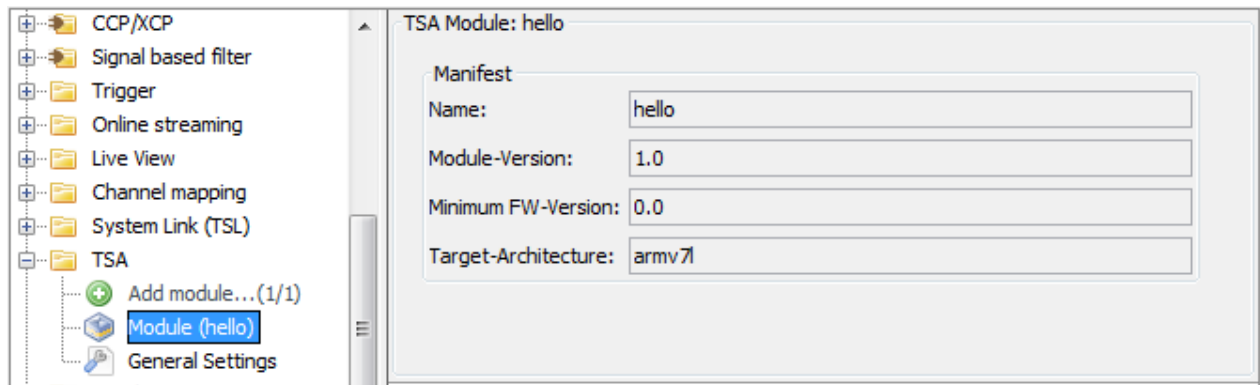 CCP/XCP
Signal based filter
Trigger
Online streaming
Live View
Channel mapping
System Link (TSL)
TSA
Add module...(1/1)
Module (hello)
General Settings
TSA Module: hello
Manifest
Name: hello
Module-Version: 1.0
Minimum FW-Version: 0.0
Target-Architecture: armv7l